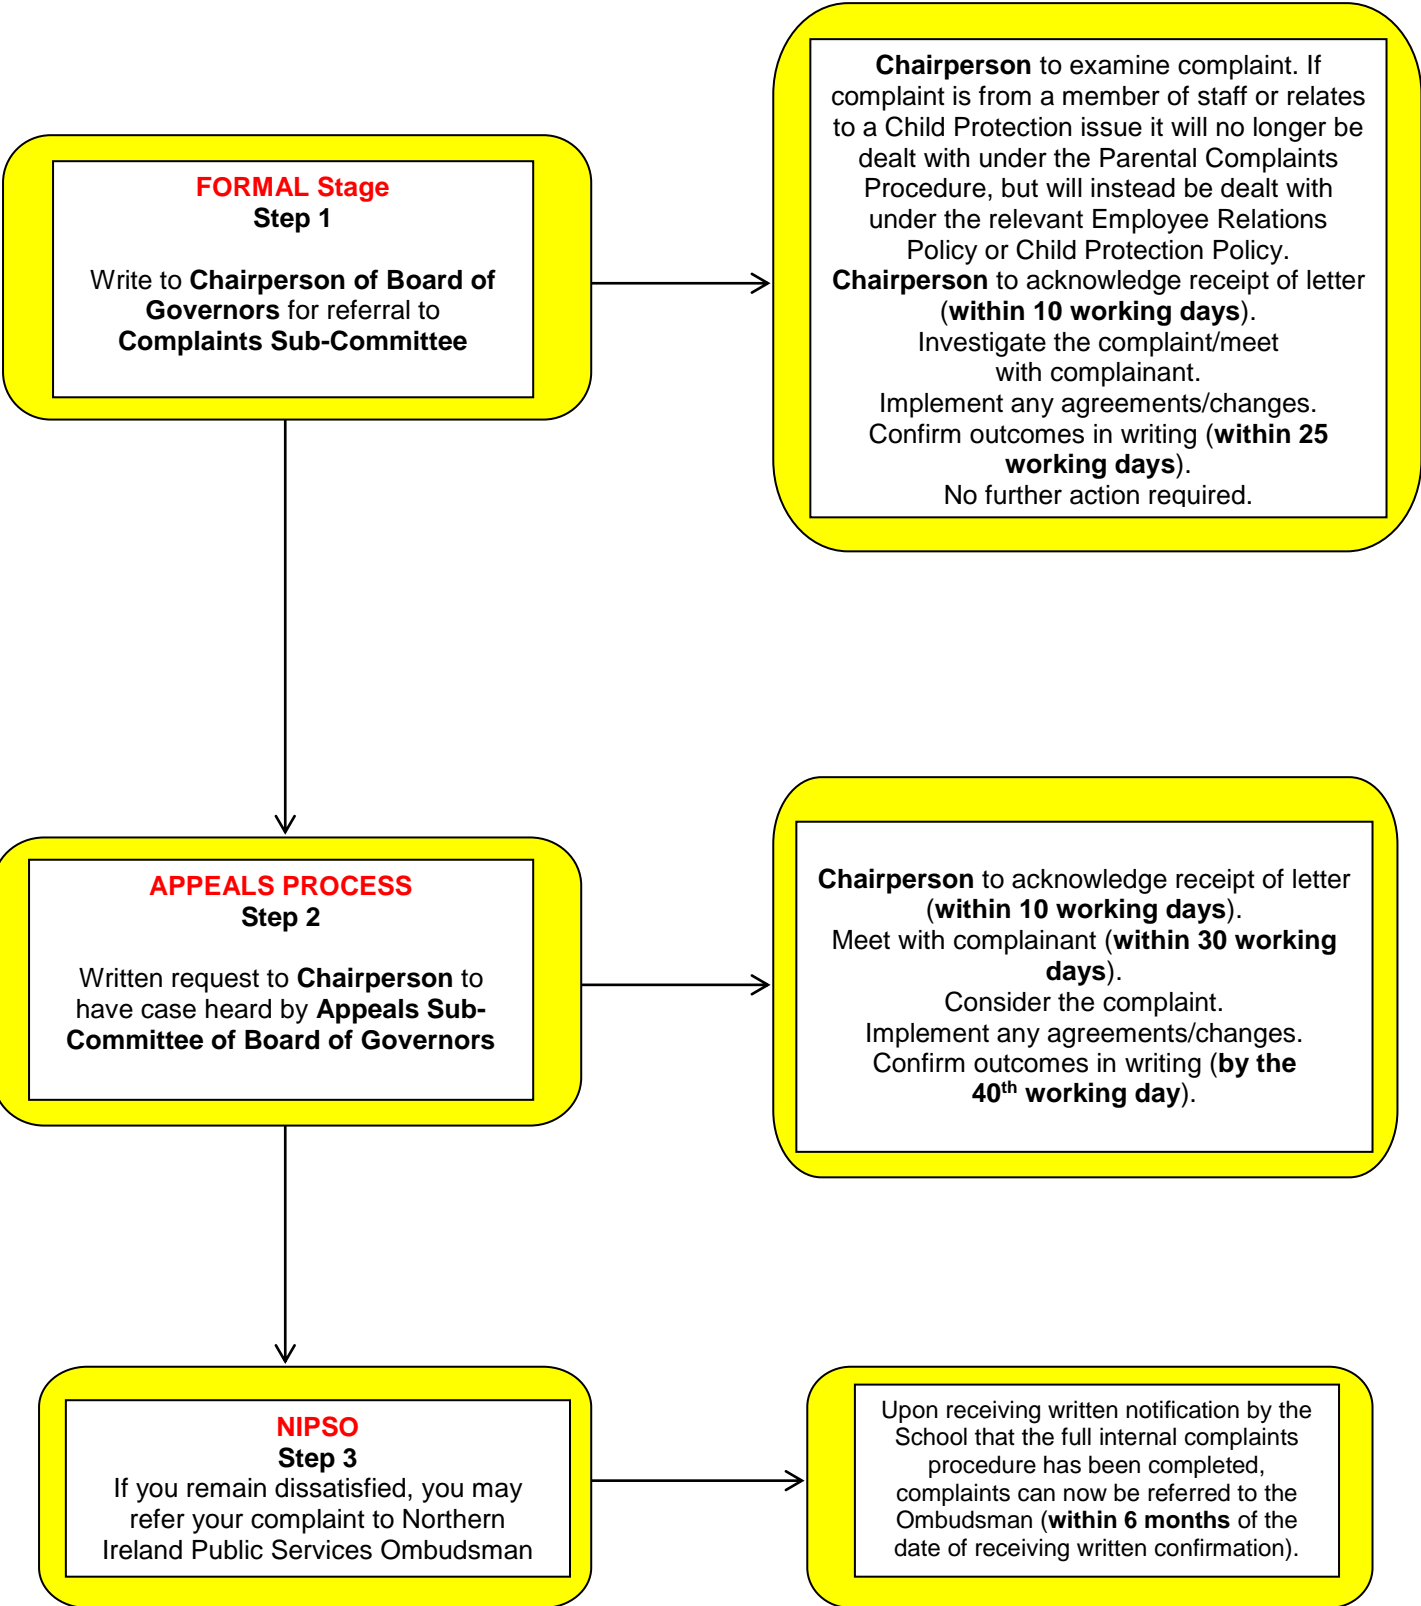 FORMAL Stage
Step 1
Write to Chairperson of Board of
Governors for referral to
Complaints Sub-Committee
Chairperson to examine complaint. If
complaint is from a member of staff or relates
to a Child Protection issue it will no longer be
dealt with under the Parental Complaints
Procedure, but will instead be dealt with
under the relevant Employee Relations
Policy or Child Protection Policy.
Chairperson to acknowledge receipt of letter
(within 10 working days).
Investigate the complaint/meet
with complainant.
Implement any agreements/changes.
Confirm outcomes in writing (within 25
working days).
No further action required.
APPEALS PROCESS
Step 2
Written request to Chairperson to
have case heard by Appeals Sub-
Committee of Board of Governors
Chairperson to acknowledge receipt of letter
(within 10 working days).
Meet with complainant (within 30 working
days).
Consider the complaint.
Implement any agreements/changes.
Confirm outcomes in writing (by the
40th working day).
NIPSO
Step 3
If you remain dissatisfied, you may
refer your complaint to Northern
Ireland Public Services Ombudsman
Upon receiving written notification by the
School that the full internal complaints
procedure has been completed,
complaints can now be referred to the
Ombudsman (within 6 months of the
date of receiving written confirmation).